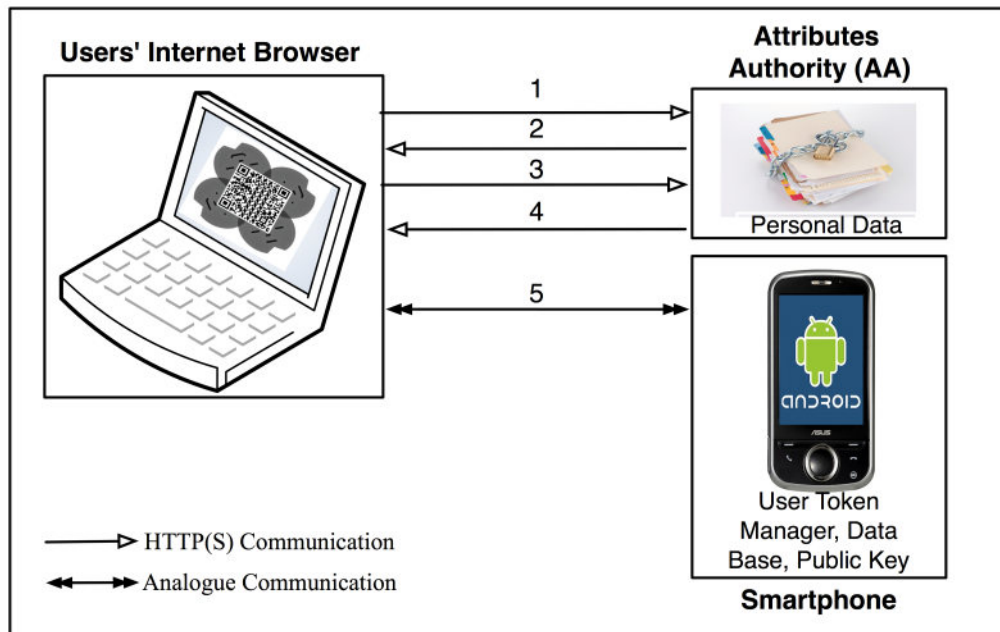 Users' Internet Browser
Attributes
Authority (AA)
1
2
3
4
5
Personal Data
ANDROID
ASUS
User Token
Manager, Data
Base, Public Key
Smartphone
HTTP(S) Communication
Analogue Communication